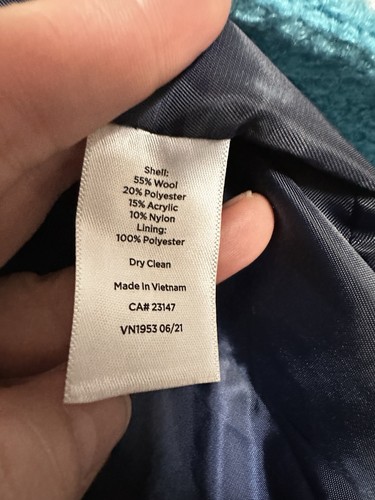 Shell:
55% Wool
20% Polyester
15% Acrylic
10% Nylon
Lining:
100% Polyester
Dry Clean
Made In Vietnam
CA# 23147
VN1953 06/21